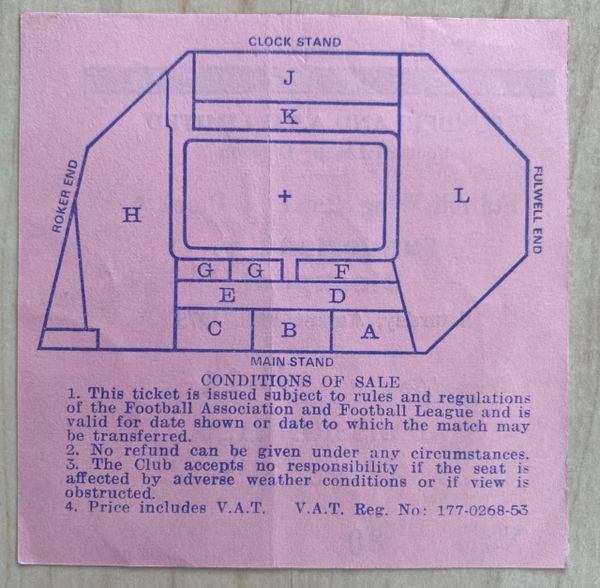 CLOCK STAND
J
K
ROKER END
H
L
FULWELL END
G G F
E D
C B A
MAIN STAND
CONDITIONS OF SALE
1. This ticket is issued subject to rules and regulations
of the Football Association and Football League and is
valid for date shown or date to which the match may
be transferred.
2. No refund can be given under any circumstances.
3. The Club accepts no responsibility if the seat is
affected by adverse weather conditions or if view is
obstructed.
4. Price includes V.A.T. V.A.T. Reg. No: 177-0268-53